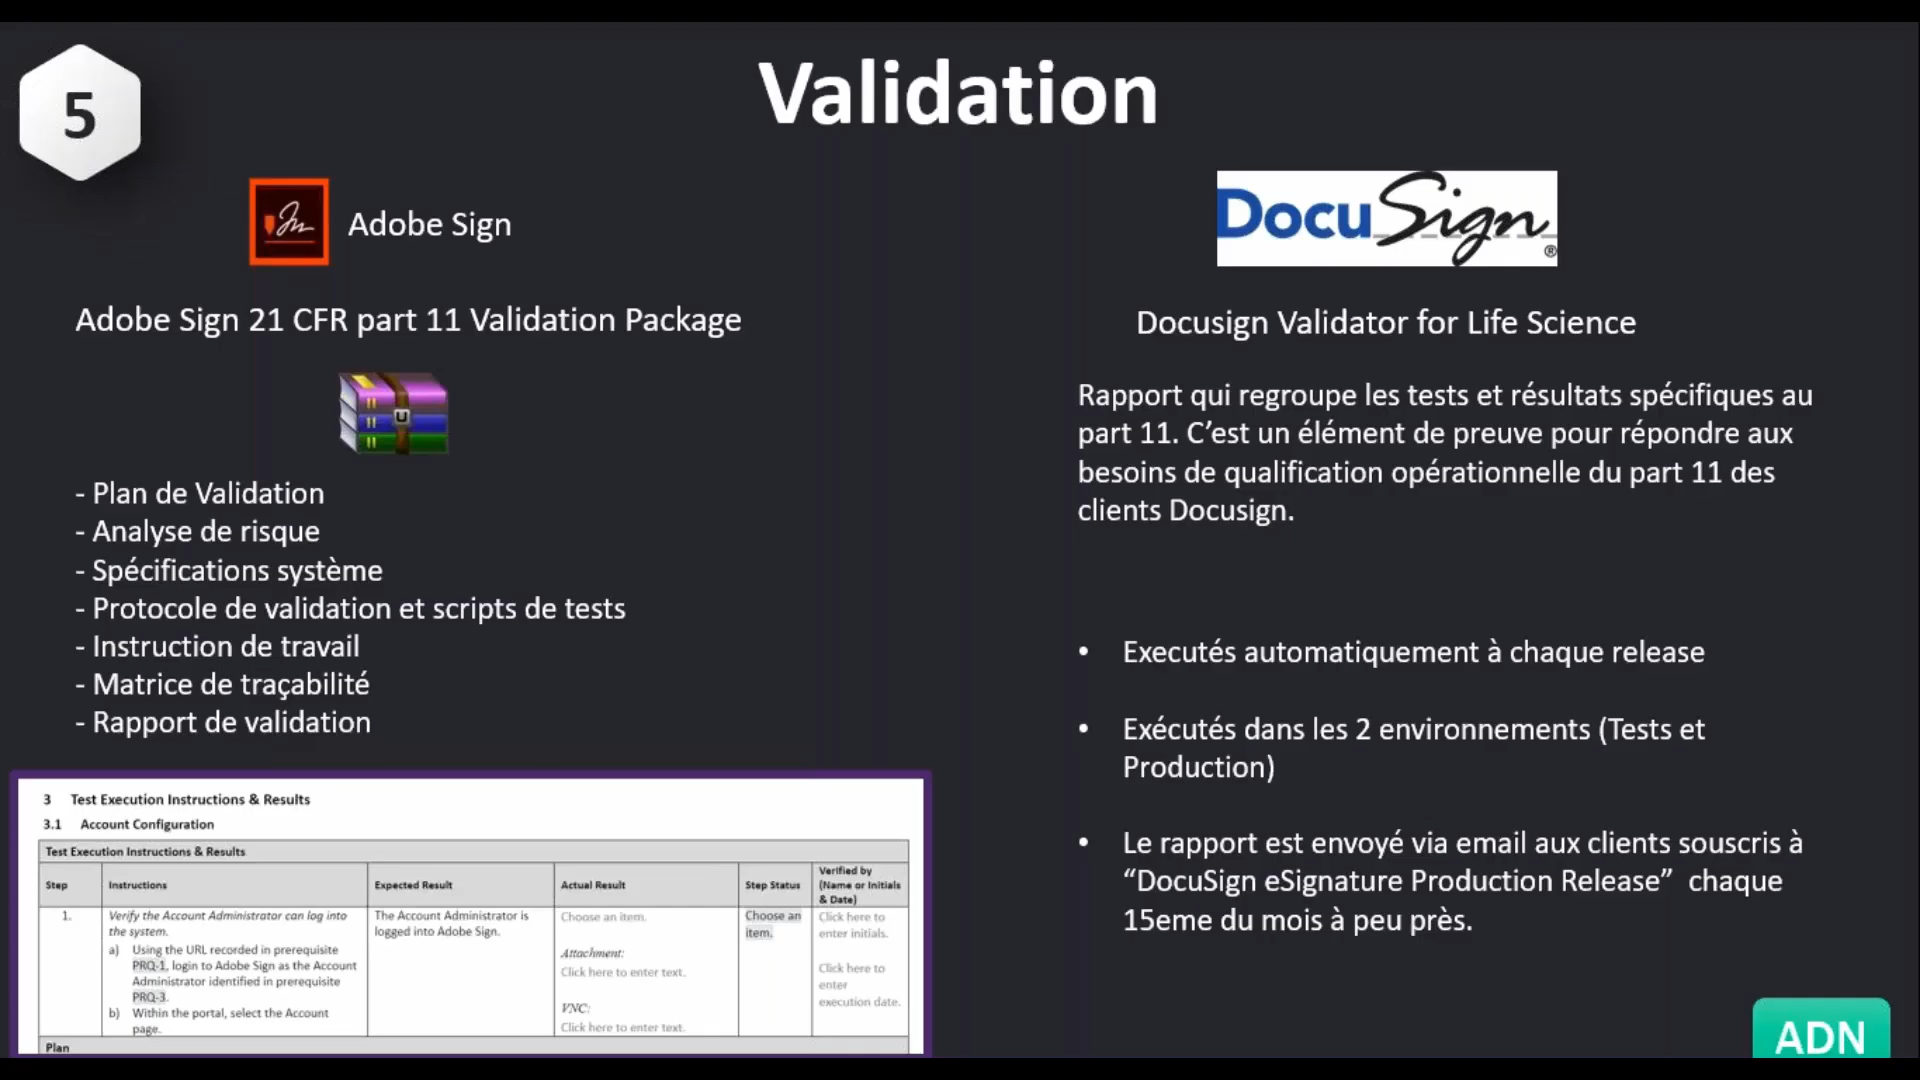 5
Validation
Adobe Sign
Adobe Sign 21 CFR part 11 Validation Package
- Plan de Validation
- Analyse de risque
- Spécifications système
- Protocole de validation et scripts de tests
- Instruction de travail
- Matrice de traçabilité
- Rapport de validation
3 Test Execution Instructions & Results
3.1 Account Configuration
Test Execution Instructions & Results
Step Instructions Expected Result Actual Result Step Status Verified by (Name or Initials & Date)
1.
Verify the Account Administrator can log into
the system.
a) Using the URL recorded in prerequisite
PRQ-1, login to Adobe Sign as the Account
Administrator identified in prerequisite
PRQ-3.
b) Within the portal, select the Account
page.
The Account Administrator is
logged into Adobe Sign.
Choose an item.
Attachment:
Click here to enter text.
VNC:
Click here to enter text.
Choose an
item.
Click here to
enter initials.
Click here to
enter
execution date.
Plan
DocuSign®
Docusign Validator for Life Science
Rapport qui regroupe les tests et résultats spécifiques au
part 11. C’est un élément de preuve pour répondre aux
besoins de qualification opérationnelle du part 11 des
clients Docusign.
• Executés automatiquement à chaque release
• Exécutés dans les 2 environnements (Tests et
Production)
• Le rapport est envoyé via email aux clients souscris à
“DocuSign eSignature Production Release” chaque
15eme du mois à peu près.
ADN